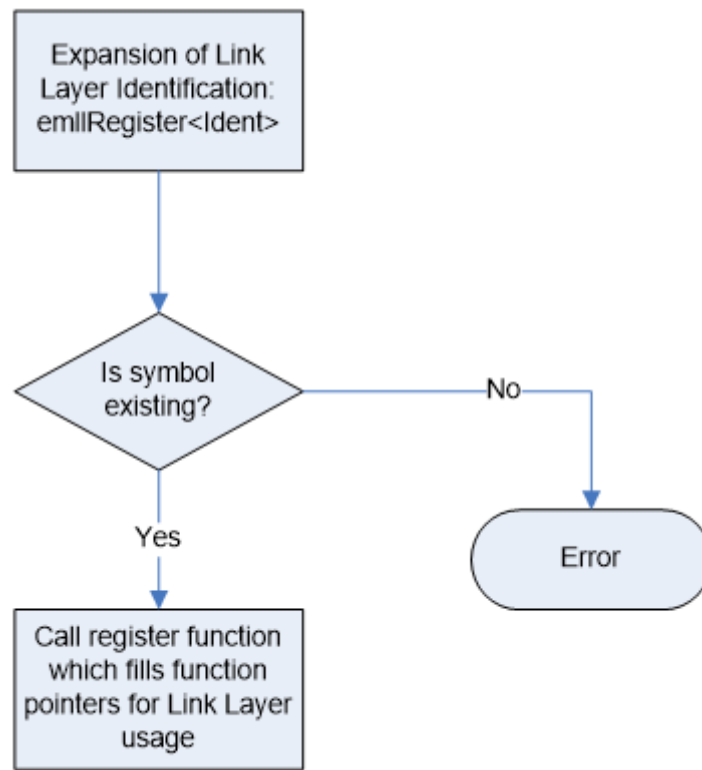 Expansion of Link
Layer Identification:
emllRegister<Ident>
Is symbol
existing?
No
Yes
Error
Call register function
which fills function
pointers for Link Layer
usage